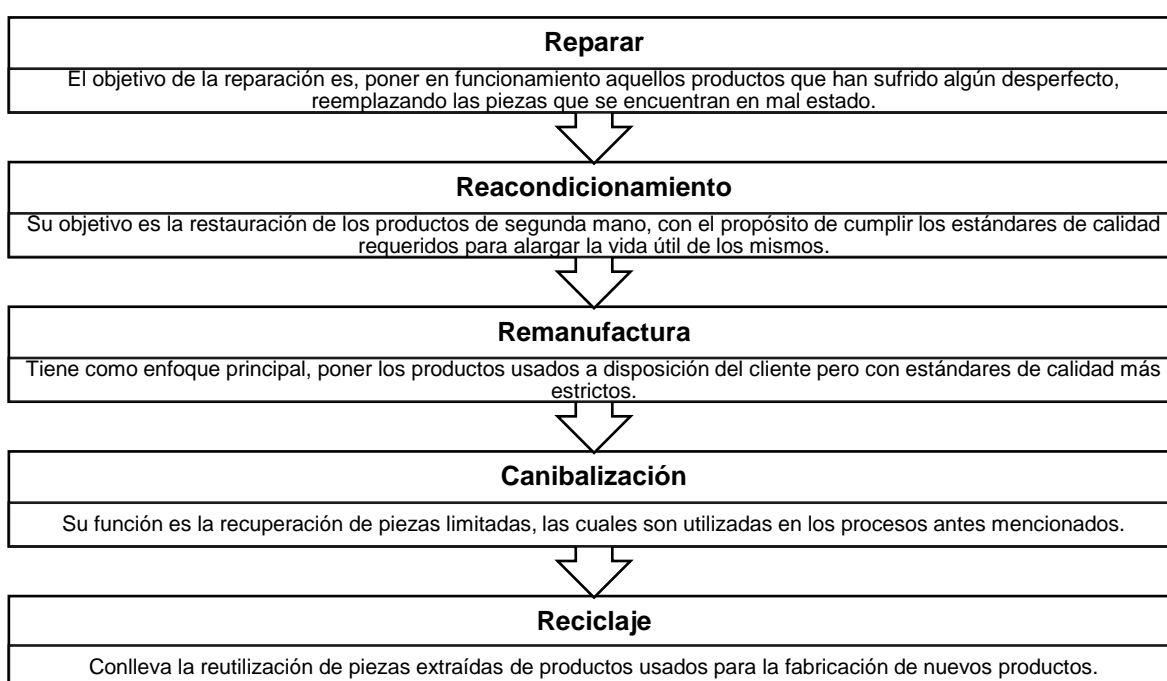 Reparar
El objetivo de la reparación es, poner en funcionamiento aquellos productos que han sufrido algún desperfecto,
reemplazando las piezas que se encuentran en mal estado.
Reacondicionamiento
Su objetivo es la restauración de los productos de segunda mano, con el propósito de cumplir los estándares de calidad
requeridos para alargar la vida útil de los mismos.
Remanufactura
Tiene como enfoque principal, poner los productos usados a disposición del cliente pero con estándares de calidad más
estrictos.
Canibalización
Su función es la recuperación de piezas limitadas, las cuales son utilizadas en los procesos antes mencionados.
Reciclaje
Conlleva la reutilización de piezas extraídas de productos usados para la fabricación de nuevos productos.